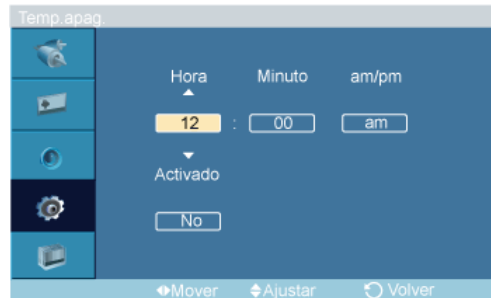 Temp.apag.
Hora Minuto am/pm
12 : 00 am
Activado
No
Mover Ajustar Volver